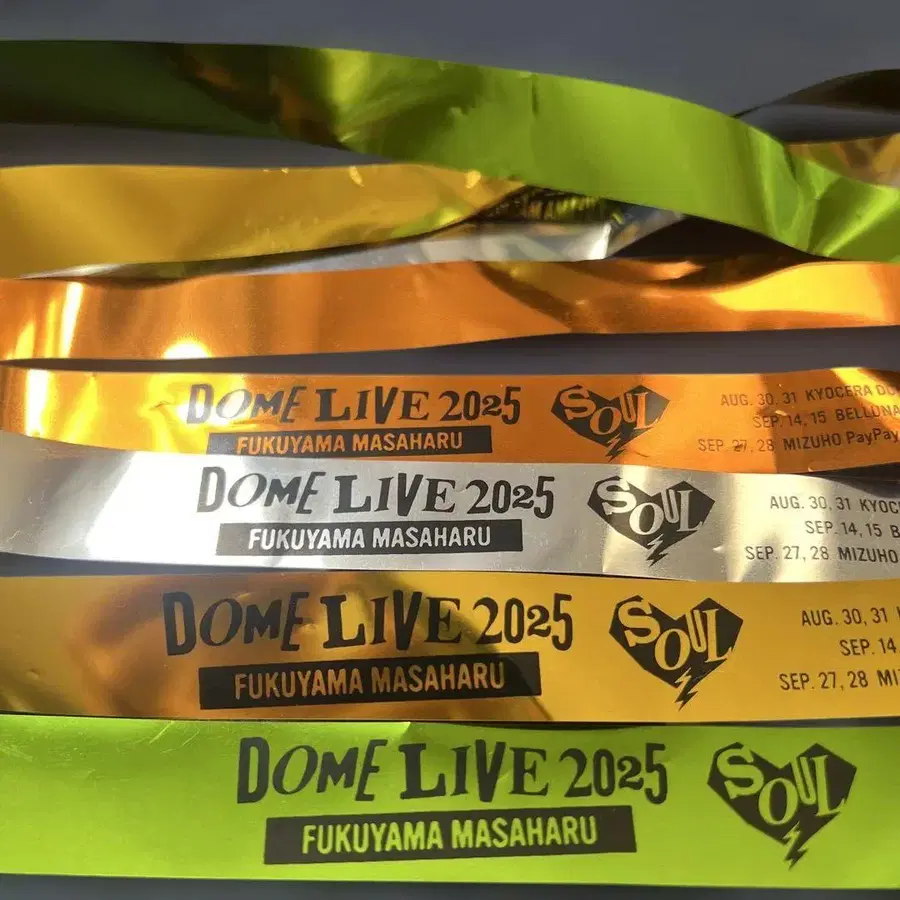 M AM
DOME LIVE 2025
FUKUYAMA MASAHARU
SOUL
AUG. 30, 31 KYOCERA DO
SEP. 14, 15 BELLUNA
SEP. 27, 28 MIZUHO PayPay
DOME LIVE 2025
FUKUYAMA MASAHARU
SOUL
AUG. 30, 31 KYOC
SEP. 14, 15 B
SEP. 27, 28 MIZUHO
DOME LIVE 2025
FUKUYAMA MASAHARU
SOUL
AUG. 30, 31
SEP. 14
SEP. 27, 28 MI
DOME LIVE 2025
FUKUYAMA MASAHARU
SOUL